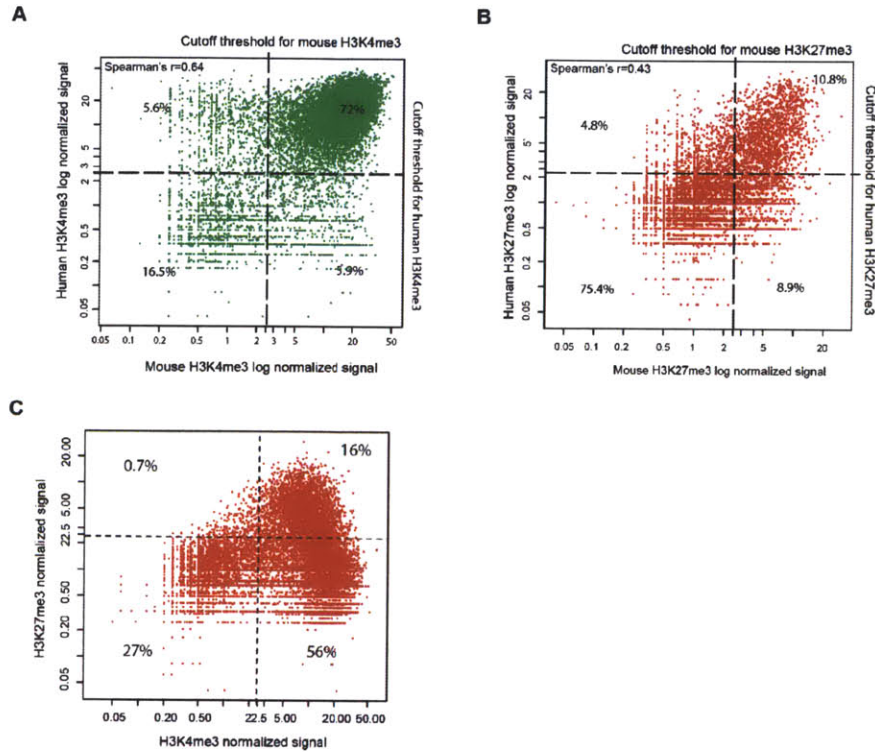 A
Cutoff threshold for mouse H3K4me3
Spearman's r=0.64
5.6%
72%
16.5%
5.9%
Human H3K4me3 log normalized signal
20
5
3
2
0.5
0.2
0.05
Cutoff threshold for human H3K4me3
0.05 0.1 0.2 0.5 1 2 3 5 20 50
Mouse H3K4me3 log normalized signal
B
Cutoff threshold for mouse H3K27me3
Spearman's r=0.43
10.8%
4.8%
75.4%
8.9%
Human H3K27me3 log normalized signal
20
5
2
0.5
0.2
0.05
Cutoff threshold for human H3K27me3
0.05 0.1 0.2 0.5 1 2 5 20
Mouse H3K27me3 log normalized signal
C
0.7%
16%
27%
56%
H3K27me3 normlalized signal
20.00
5.00
22.5
0.50
0.20
0.05
0.05 0.20 0.50 22.5 5.00 20.00 50.00
H3K4me3 normalized signal